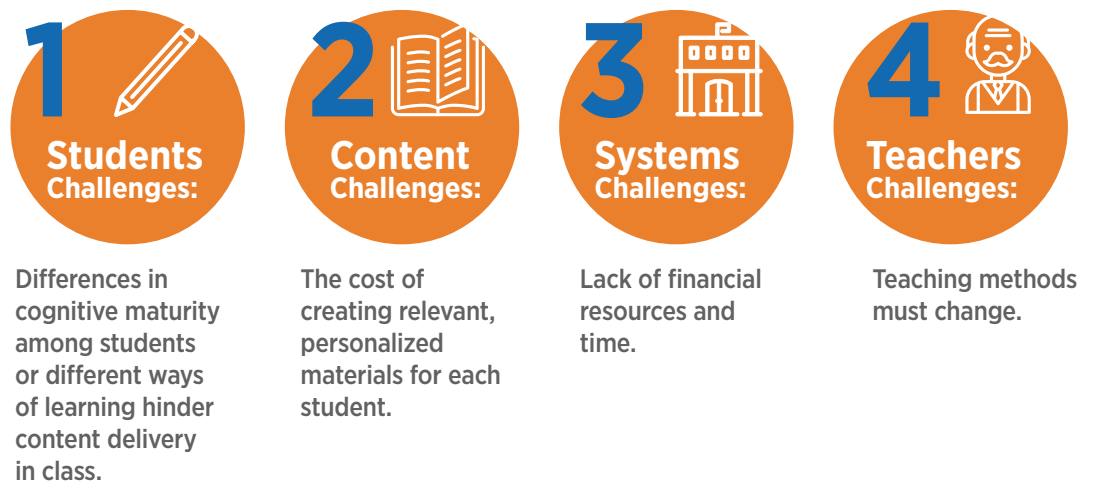 1
Students
Challenges:
Differences in
cognitive maturity
among students
or different ways
of learning hinder
content delivery
in class.
2
Content
Challenges:
The cost of
creating relevant,
personalized
materials for each
student.
3
Systems
Challenges:
Lack of financial
resources and
time.
4
Teachers
Challenges:
Teaching methods
must change.